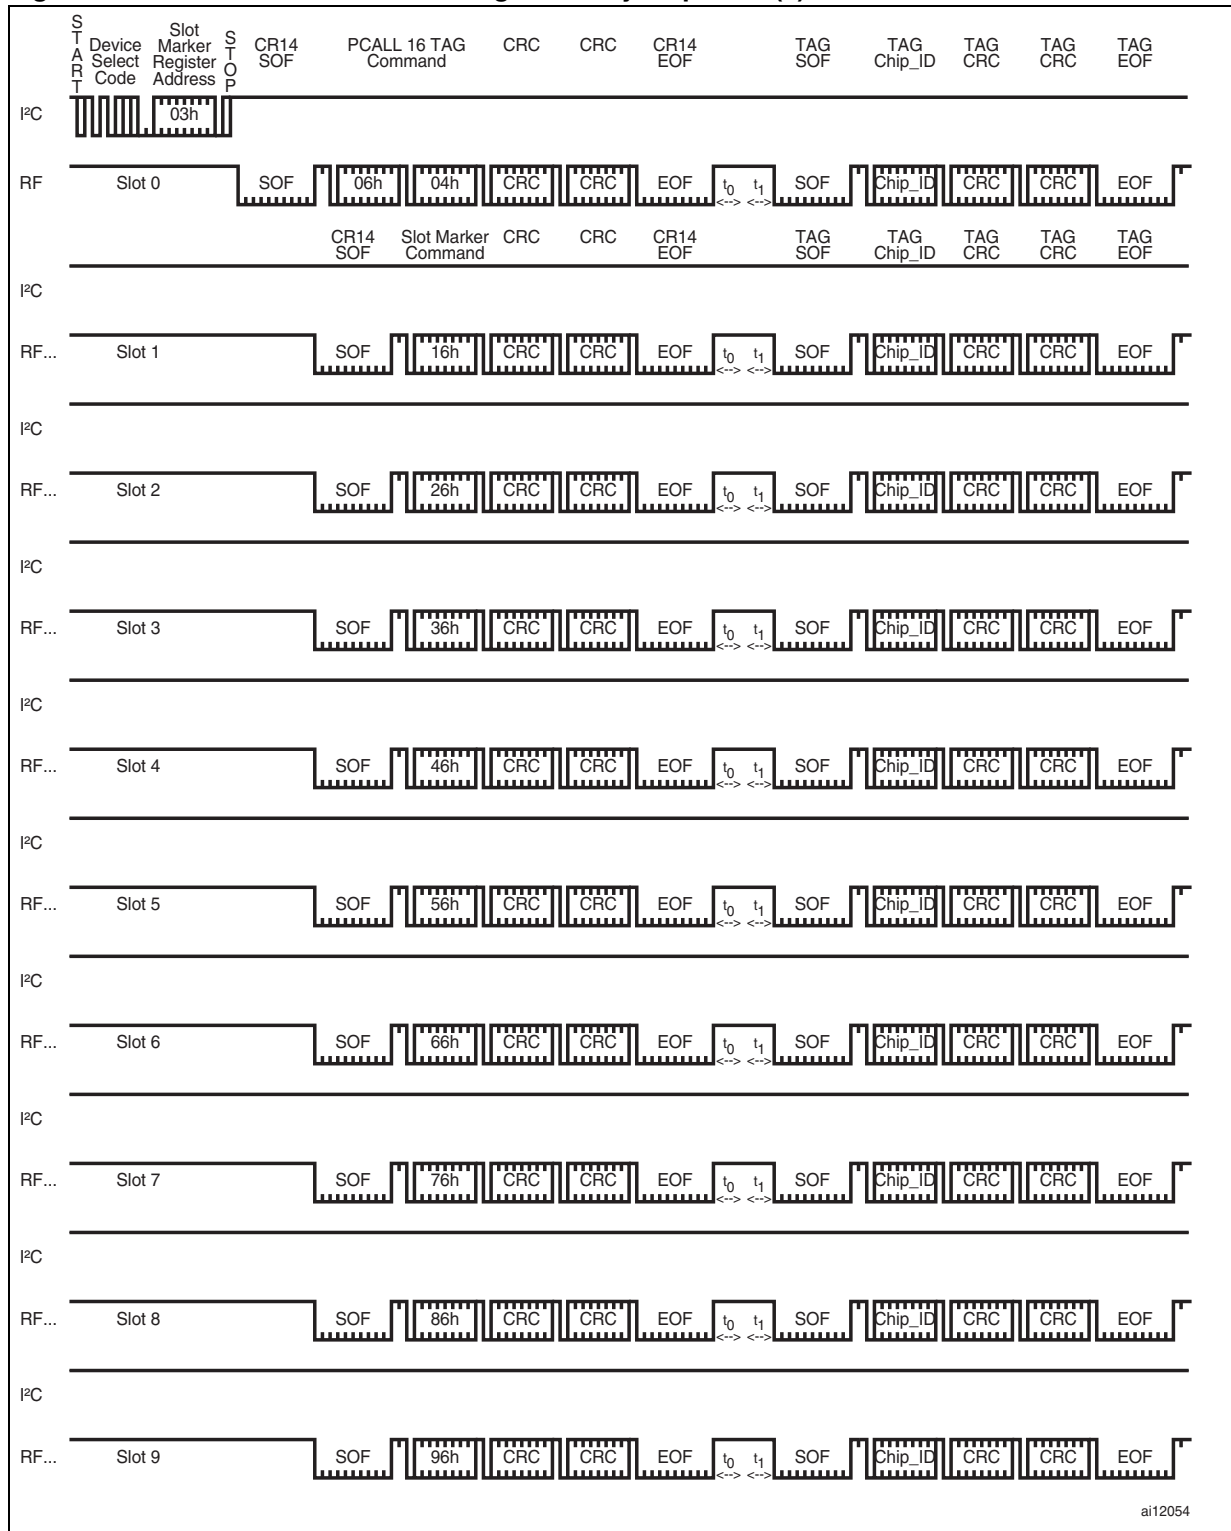 START Device Select Code Slot Marker Register Address STOP CR14 SOF PCALL 16 TAG Command CRC CRC CR14 EOF TAG SOF TAG Chip_ID TAG CRC TAG CRC TAG EOF
I²C 03h
RF Slot 0 SOF 06h 04h CRC CRC EOF t0 t1 SOF Chip_ID CRC CRC EOF
<--> <-->
CR14 SOF Slot Marker Command CRC CRC CR14 EOF TAG SOF TAG Chip_ID TAG CRC TAG CRC TAG EOF
I²C
RF... Slot 1 SOF 16h CRC CRC EOF t0 t1 SOF Chip_ID CRC CRC EOF
<--> <-->
I²C
RF... Slot 2 SOF 26h CRC CRC EOF t0 t1 SOF Chip_ID CRC CRC EOF
<--> <-->
I²C
RF... Slot 3 SOF 36h CRC CRC EOF t0 t1 SOF Chip_ID CRC CRC EOF
<--> <-->
I²C
RF... Slot 4 SOF 46h CRC CRC EOF t0 t1 SOF Chip_ID CRC CRC EOF
<--> <-->
I²C
RF... Slot 5 SOF 56h CRC CRC EOF t0 t1 SOF Chip_ID CRC CRC EOF
<--> <-->
I²C
RF... Slot 6 SOF 66h CRC CRC EOF t0 t1 SOF Chip_ID CRC CRC EOF
<--> <-->
I²C
RF... Slot 7 SOF 76h CRC CRC EOF t0 t1 SOF Chip_ID CRC CRC EOF
<--> <-->
I²C
RF... Slot 8 SOF 86h CRC CRC EOF t0 t1 SOF Chip_ID CRC CRC EOF
<--> <-->
I²C
RF... Slot 9 SOF 96h CRC CRC EOF t0 t1 SOF Chip_ID CRC CRC EOF
<--> <-->
ai12054